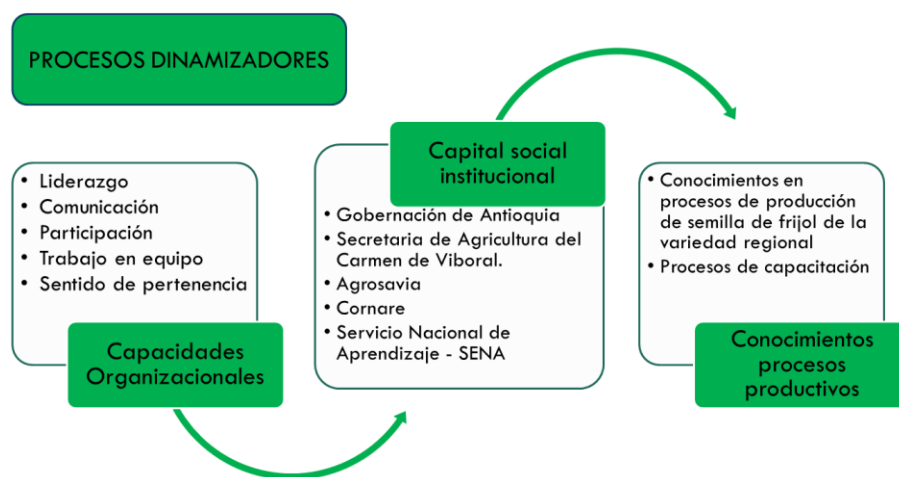 PROCESOS DINAMIZADORES
• Liderazgo
• Comunicación
• Participación
• Trabajo en equipo
• Sentido de pertenencia
Capacidades
Organizacionales
Capital social
institucional
• Gobernación de Antioquia
• Secretaria de Agricultura del
Carmen de Viboral.
• Agrosavia
• Cornare
• Servicio Nacional de
Aprendizaje - SENA
• Conocimientos en
procesos de producción
de semilla de frijol de la
variedad regional
• Procesos de capacitación
Conocimientos
procesos
productivos